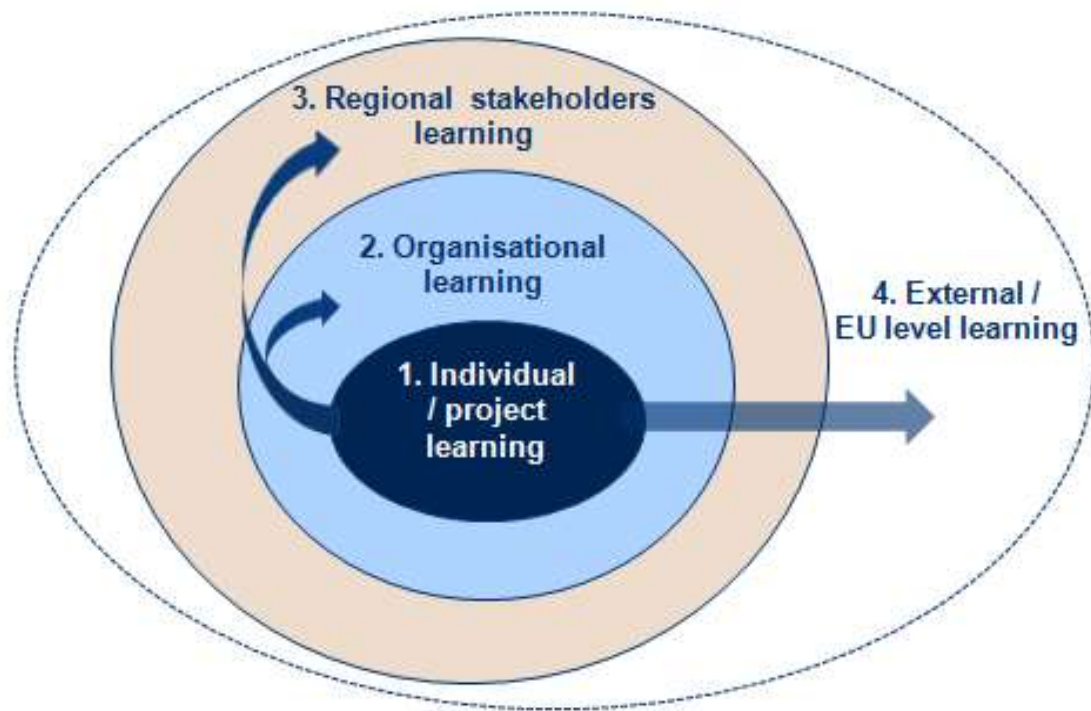 3. Regional stakeholders
learning
2. Organisational
learning
4. External /
EU level learning
1. Individual
/ project
learning